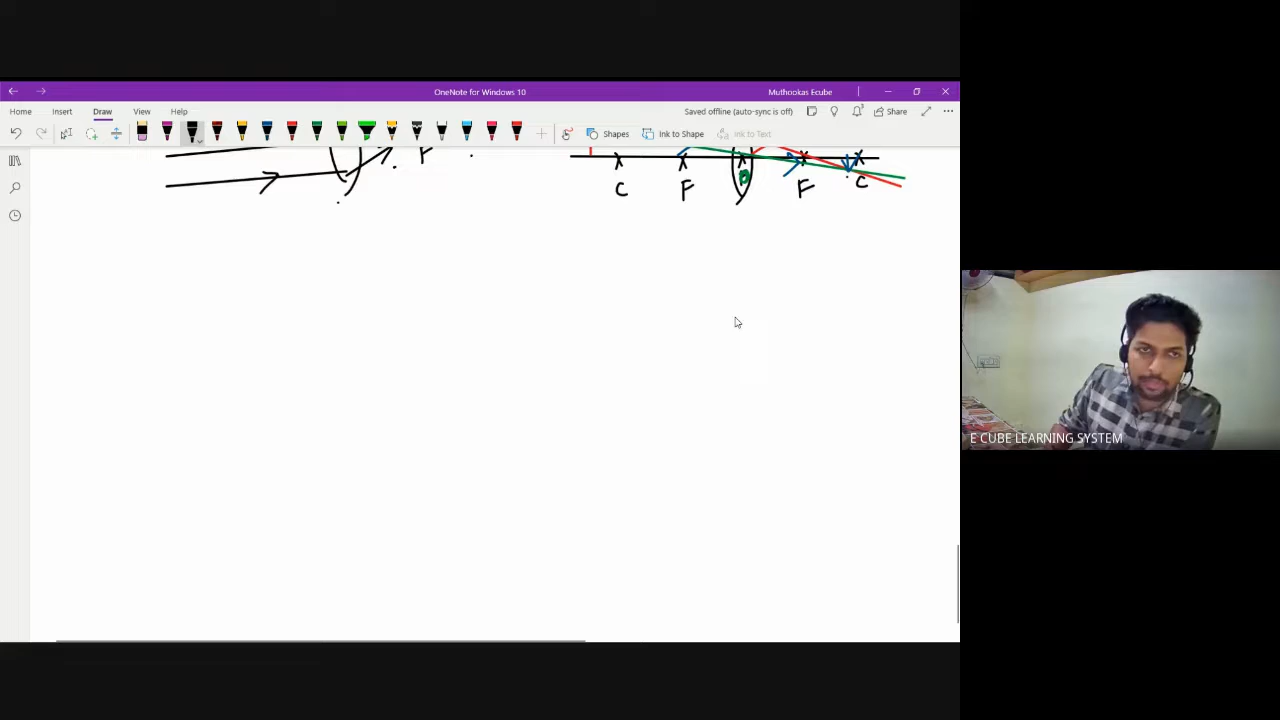 OneNote for Windows 10
Muthookas Ecube
Home Insert Draw View Help
Saved offline (auto-sync is off)
Share
Shapes
Ink to Shape
Ink to Text
F
C F F C
E CUBE LEARNING SYSTEM